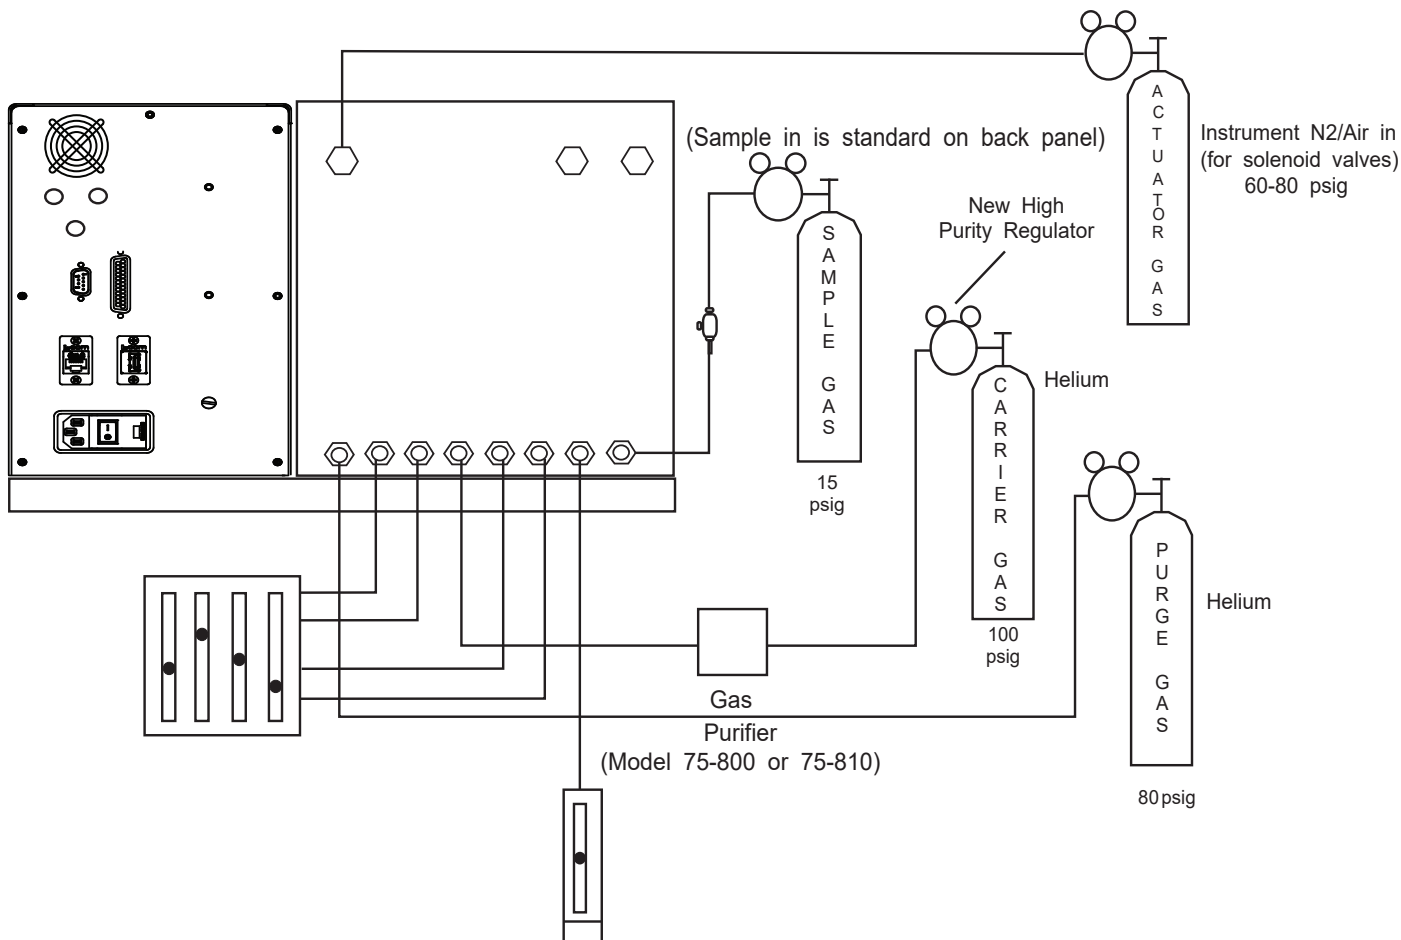 ACTUATOR GAS
Instrument N2/Air in
(for solenoid valves)
60-80 psig
(Sample in is standard on back panel)
SAMPLE GAS
15
psig
New High
Purity Regulator
CARRIER GAS
Helium
100
psig
PURGE GAS
Helium
80 psig
Gas
Purifier
(Model 75-800 or 75-810)